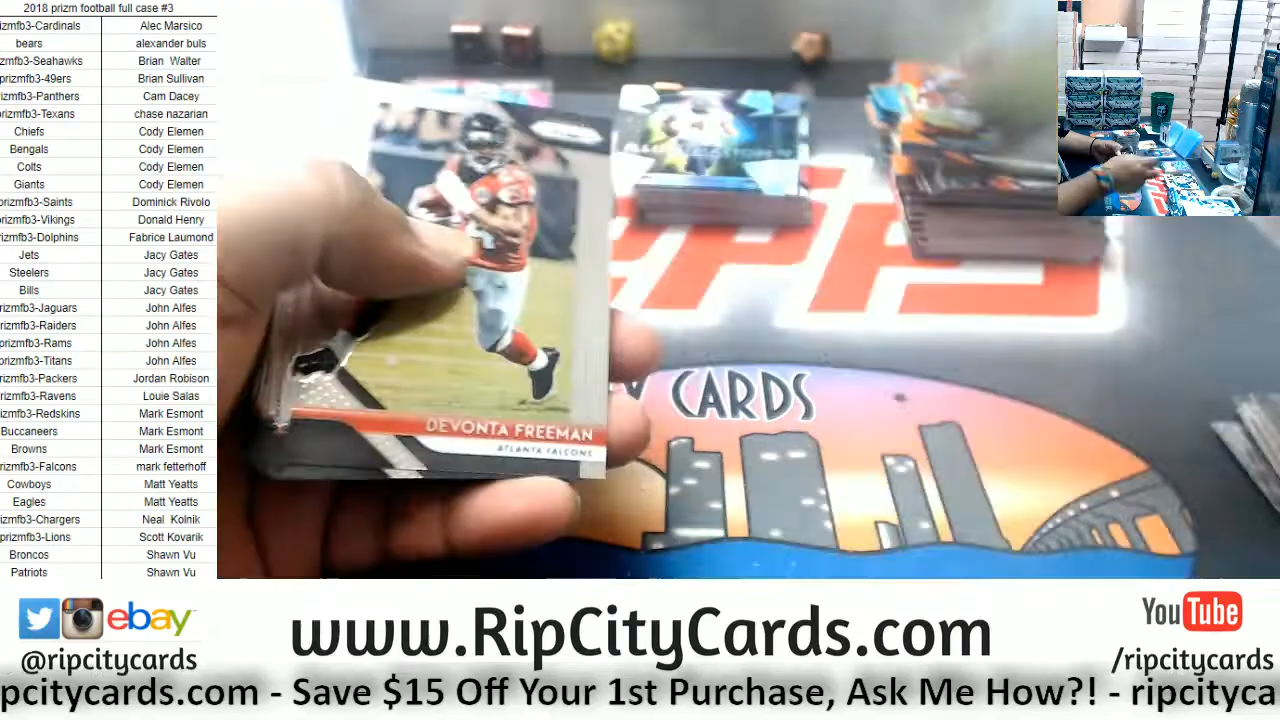 2018 prizm football full case #3
izmfb3-Cardinals Alec Marsico
bears alexander buls
zmfb3-Seahawks Brian Walter
prizmfb3-49ers Brian Sullivan
zmfb3-Panthers Cam Dacey
prizmfb3-Texans chase nazarian
Chiefs Cody Elemen
Bengals Cody Elemen
Colts Cody Elemen
Giants Cody Elemen
prizmfb3-Saints Dominick Rivolo
rizmfb3-Vikings Donald Henry
izmfb3-Dolphins Fabrice Laumond
Jets Jacy Gates
Steelers Jacy Gates
Bills Jacy Gates
rizmfb3-Jaguars John Alfes
rizmfb3-Raiders John Alfes
prizmfb3-Rams John Alfes
prizmfb3-Titans John Alfes
rizmfb3-Packers Jordan Robison
rizmfb3-Ravens Louie Salas
izmfb3-Redskins Mark Esmont
Buccaneers Mark Esmont
Browns Mark Esmont
rizmfb3-Falcons mark fetterhoff
Cowboys Matt Yeatts
Eagles Matt Yeatts
izmfb3-Chargers Neal Kolnik
prizmfb3-Lions Scott Kovarik
Broncos Shawn Vu
Patriots Shawn Vu
DEVONTA FREEMAN
ATLANTA FALCONS
CARDS
ebay
@ripcitycards
www.RipCityCards.com
YouTube
/ripcitycards
pcitycards.com - Save $15 Off Your 1st Purchase, Ask Me How?! - ripcityca